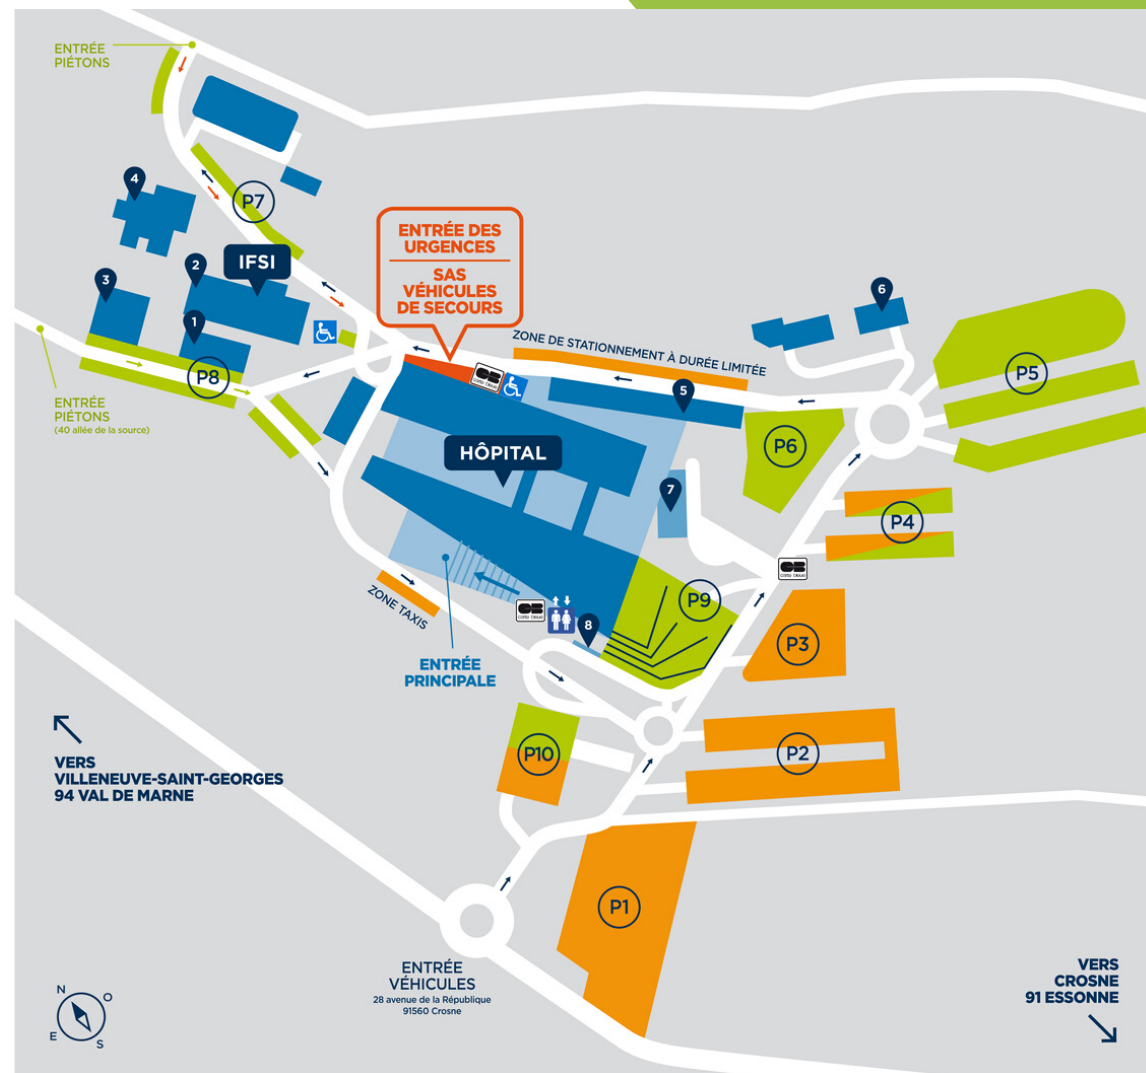 ENTRÉE
PIÉTONS
4
P7
ENTRÉE DES
URGENCES
SAS
VÉHICULES
DE SECOURS
2
IFSI
3
1
6
ZONE DE STATIONNEMENT À DURÉE LIMITÉE
P8
P5
5
ENTRÉE
PIÉTONS
(40 allée de la source)
P6
HÔPITAL
7
P4
P9
ZONE TAXIS
8
P3
ENTRÉE
PRINCIPALE
VERS
VILLENEUVE-SAINT-GEORGES
94 VAL DE MARNE
P10
P2
P1
ENTRÉE
VÉHICULES
28 avenue de la République
91560 Crosne
VERS
CROSNE
91 ESSONNE
N
O
E
S